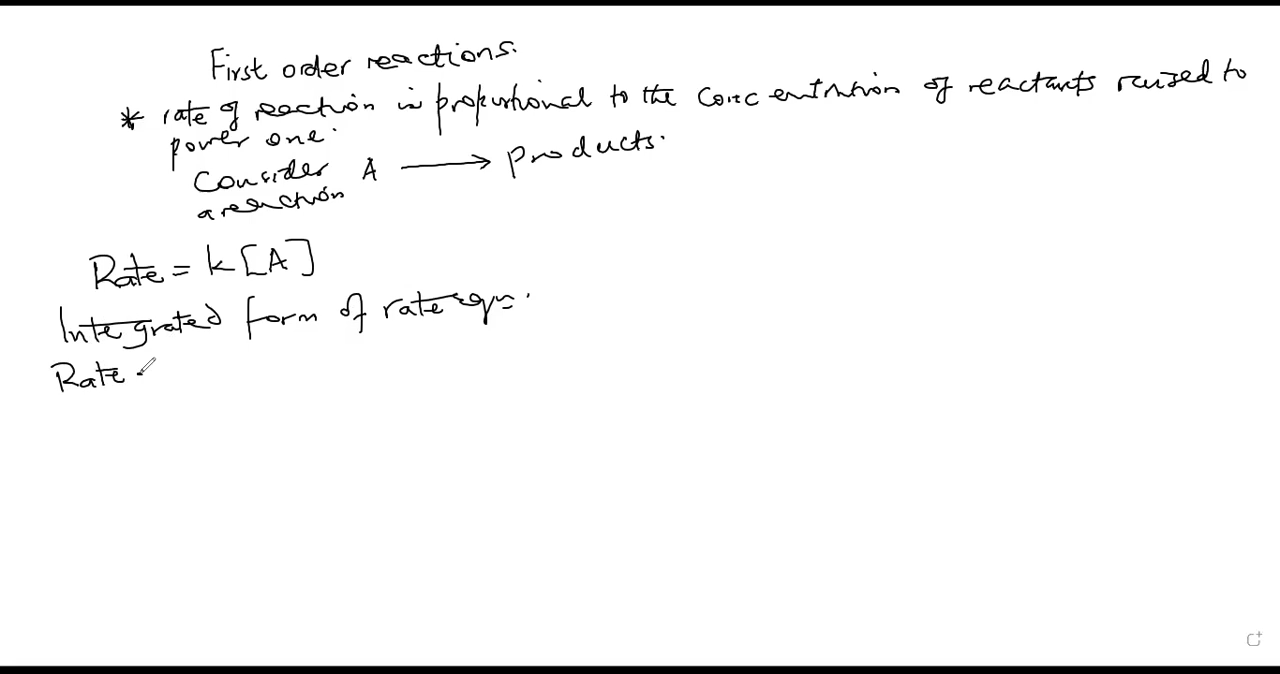 First order reactions.
* rate of reaction is proportional to the concentration of reactants raised to
power one.
Consider A → products.
a reaction
Rate = k[A]
Integrated form of rate eqn.
Rate